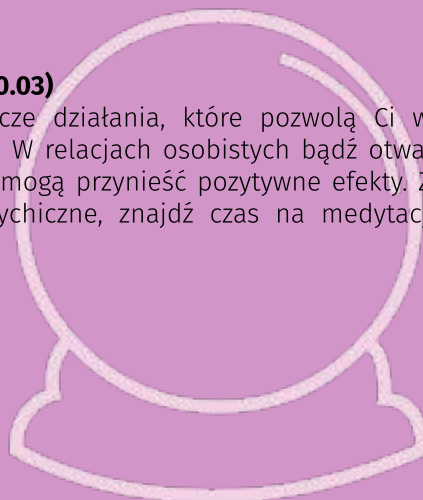 0.03)
cze działania, które pozwolą Ci w
W relacjach osobistych bądź otwa
mogą przynieść pozytywne efekty. Z
ychiczne, znajdź czas na medytacj